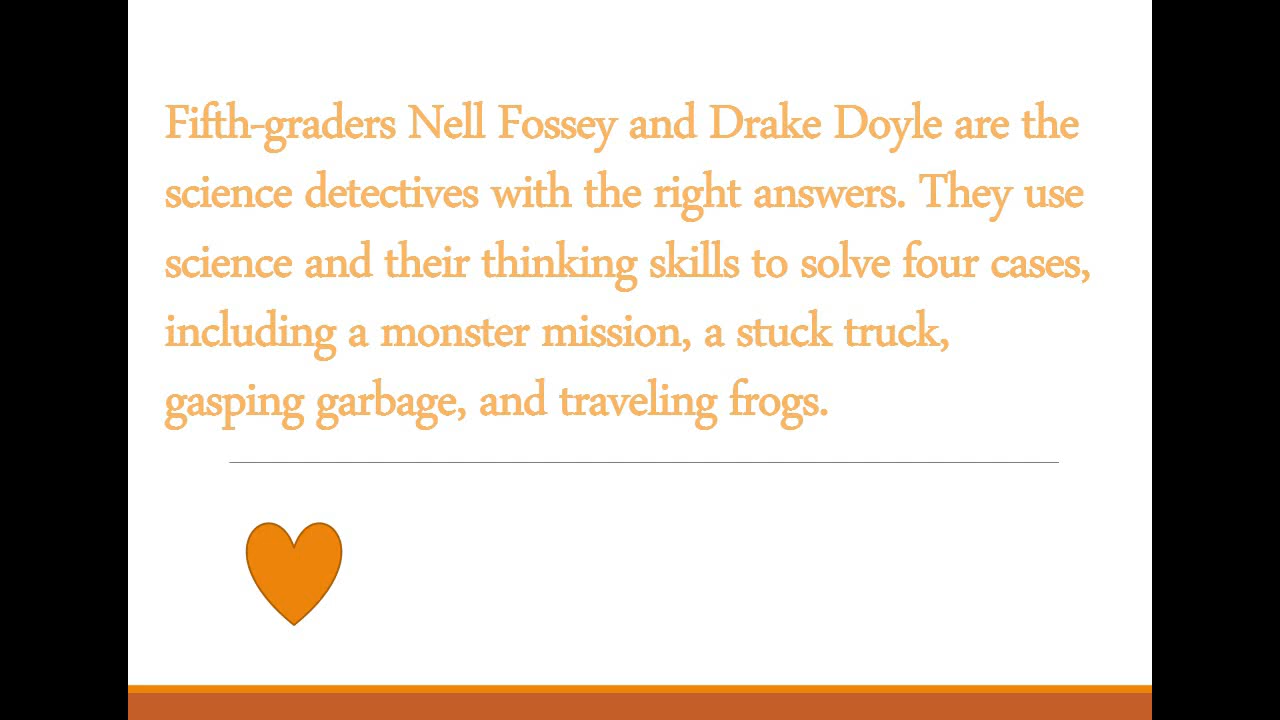 Fifth-graders Nell Fossey and Drake Doyle are the
science detectives with the right answers. They use
science and their thinking skills to solve four cases,
including a monster mission, a stuck truck,
gasping garbage, and traveling frogs.